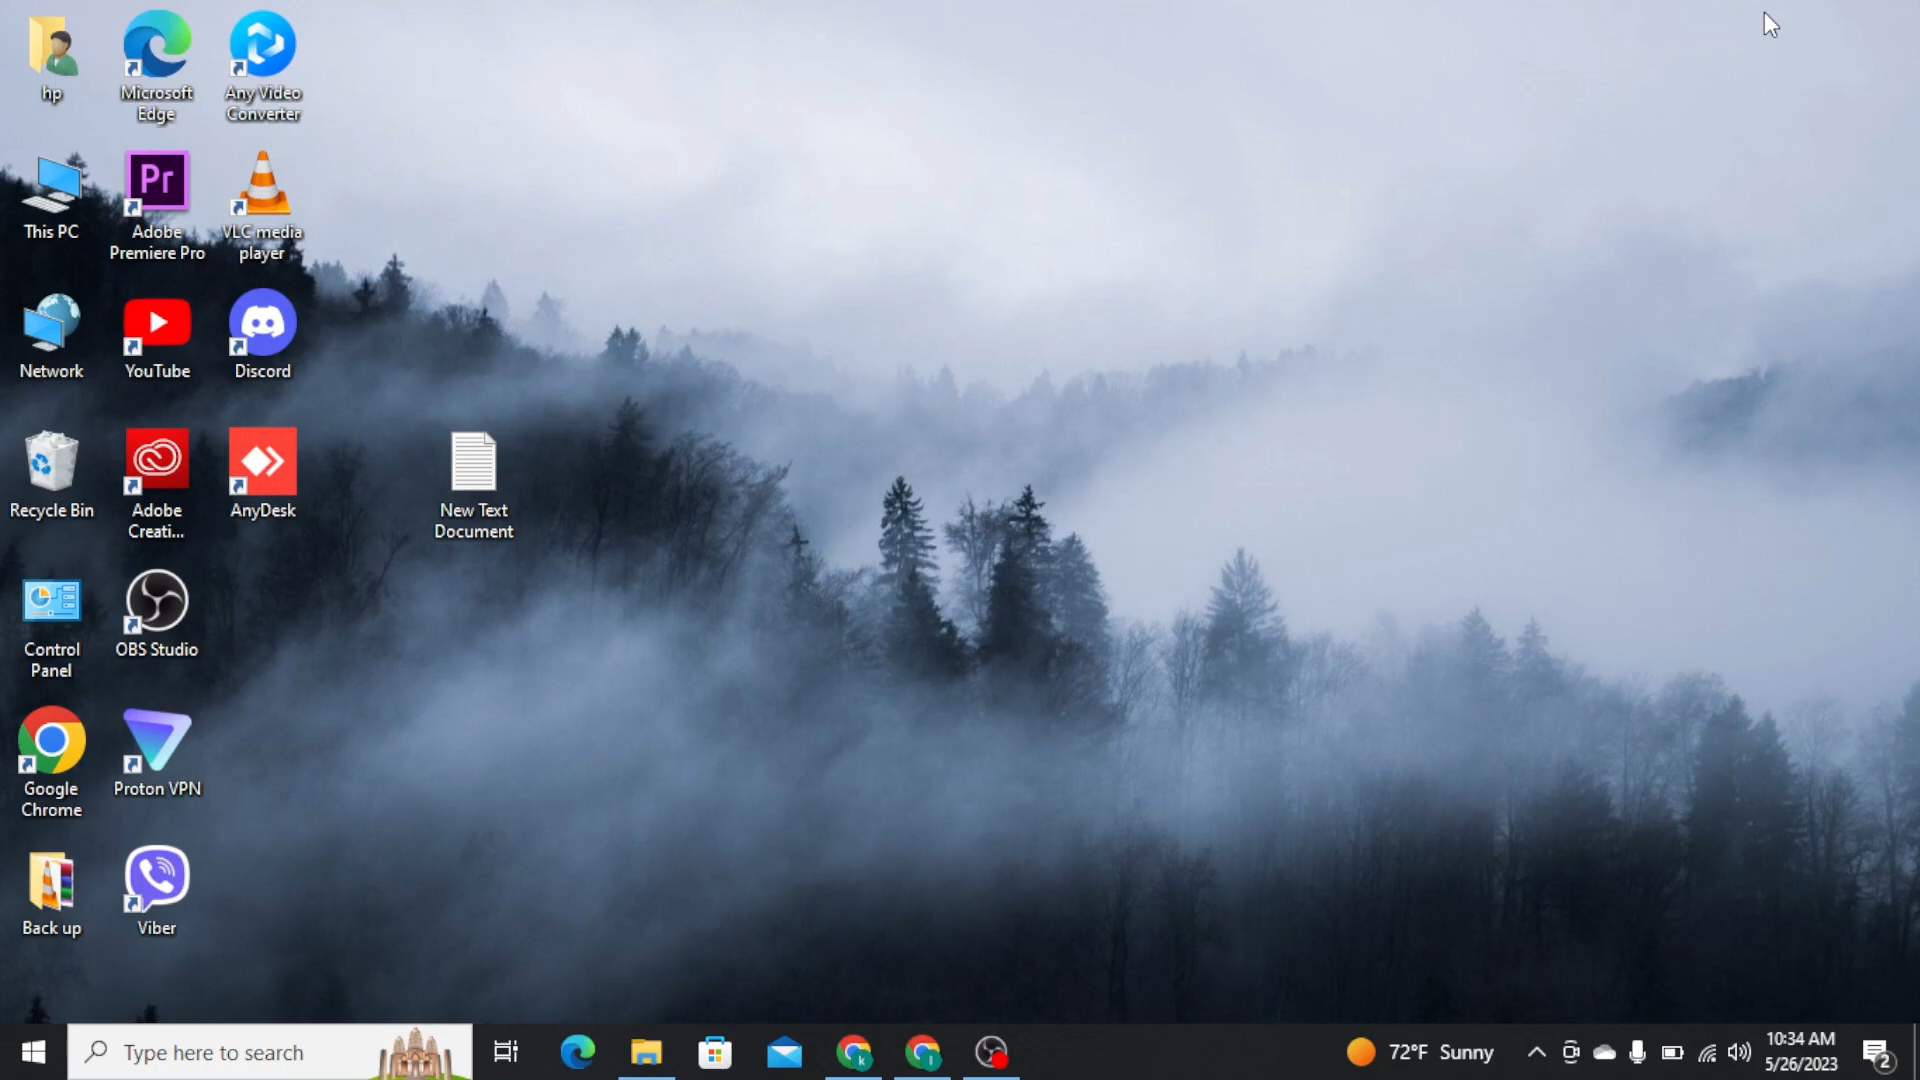 hp
Microsoft
Edge
Any Video
Converter
This PC
Pr
Adobe
Premiere Pro
VLC media
player
Network
YouTube
Discord
Recycle Bin
Adobe
Creati...
AnyDesk
New Text
Document
Control
Panel
OBS Studio
Google
Chrome
Proton VPN
Back up
Viber
Type here to search
k
l
72°F Sunny
10:34 AM
5/26/2023
2